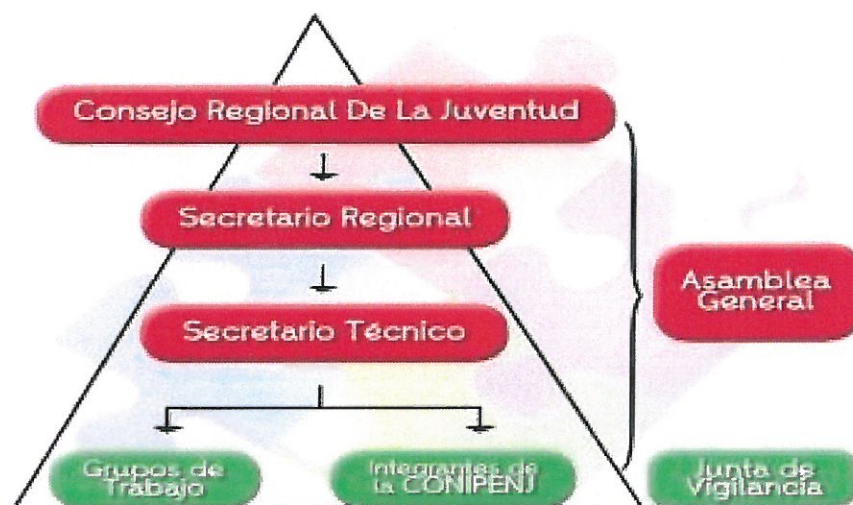 Consejo Regional De La Juventud
Secretario Regional
Secretario Técnico
Asamblea
General
Grupos de
Trabajo
Integrantes de
la CONIPENJ
Junta de
Vigilancia